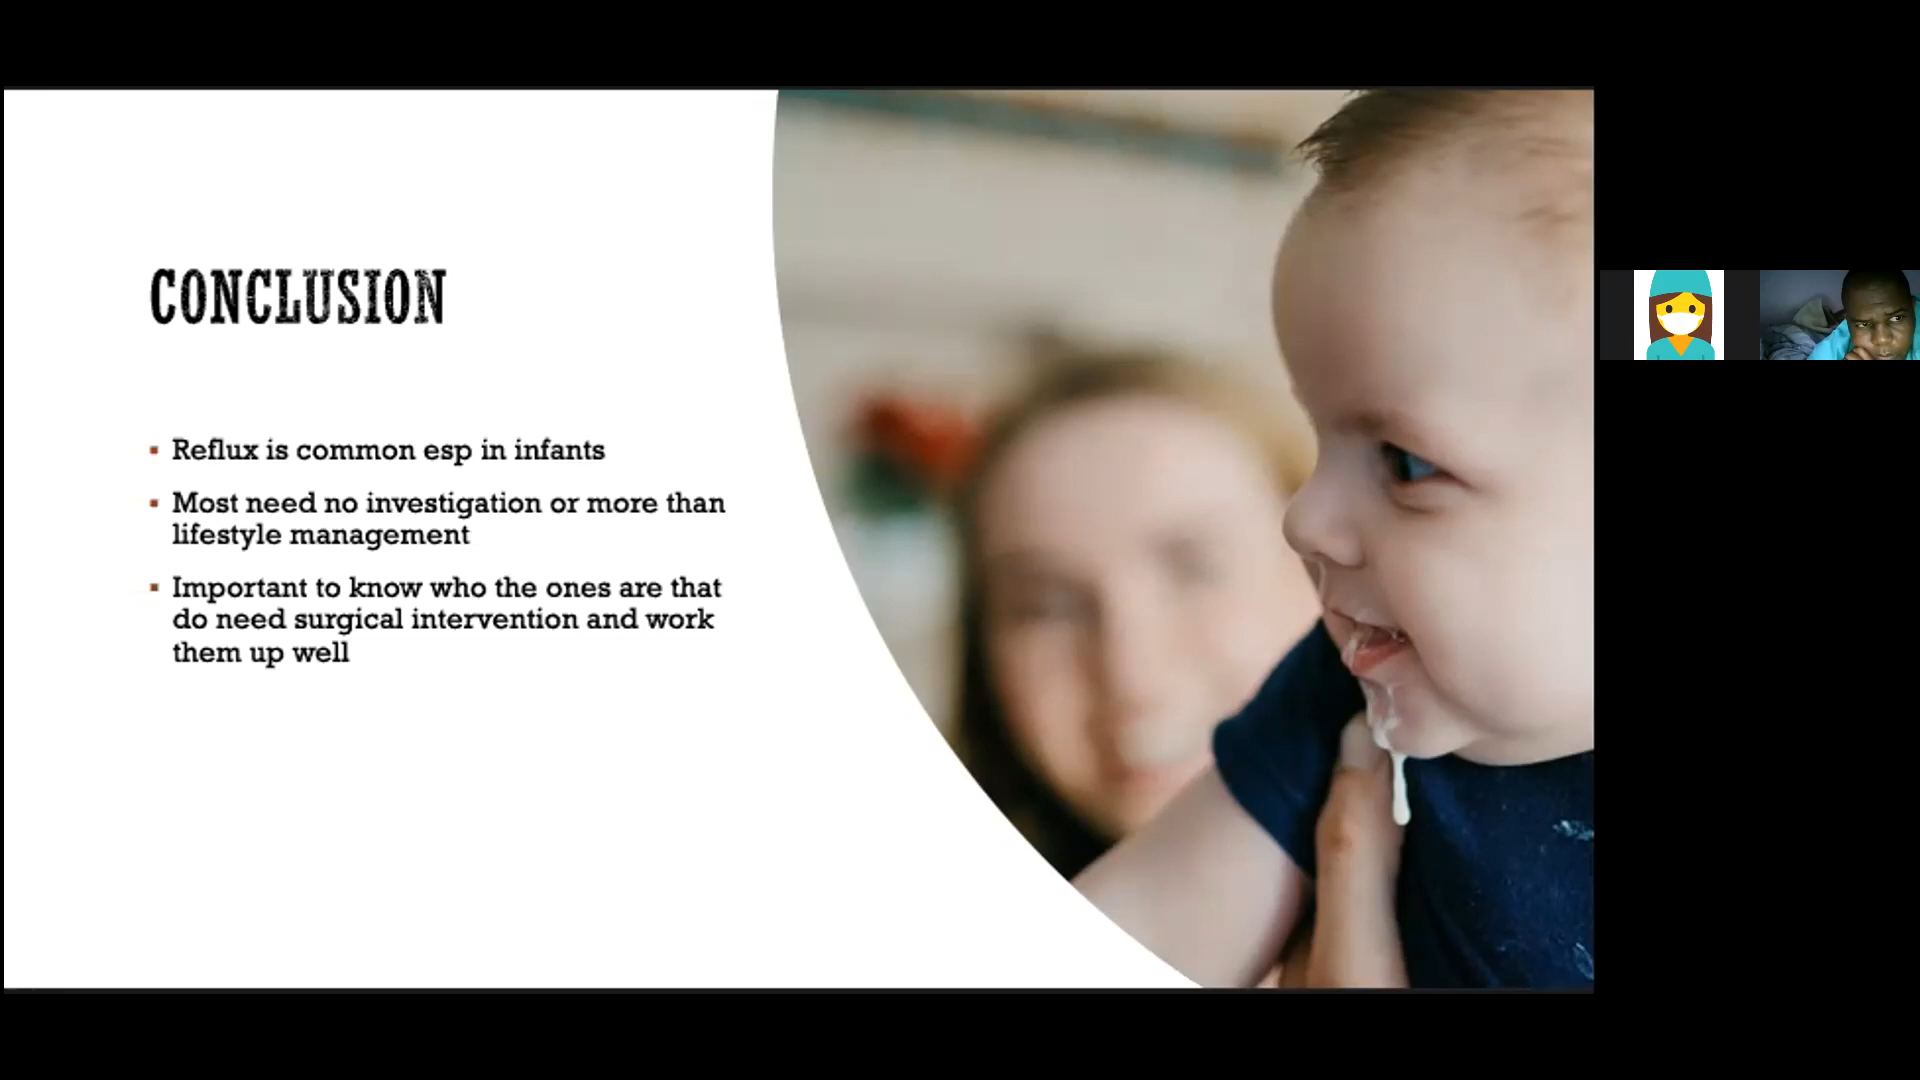 CONCLUSION
Reflux is common esp in infants
Most need no investigation or more than
lifestyle management
Important to know who the ones are that
do need surgical intervention and work
them up well